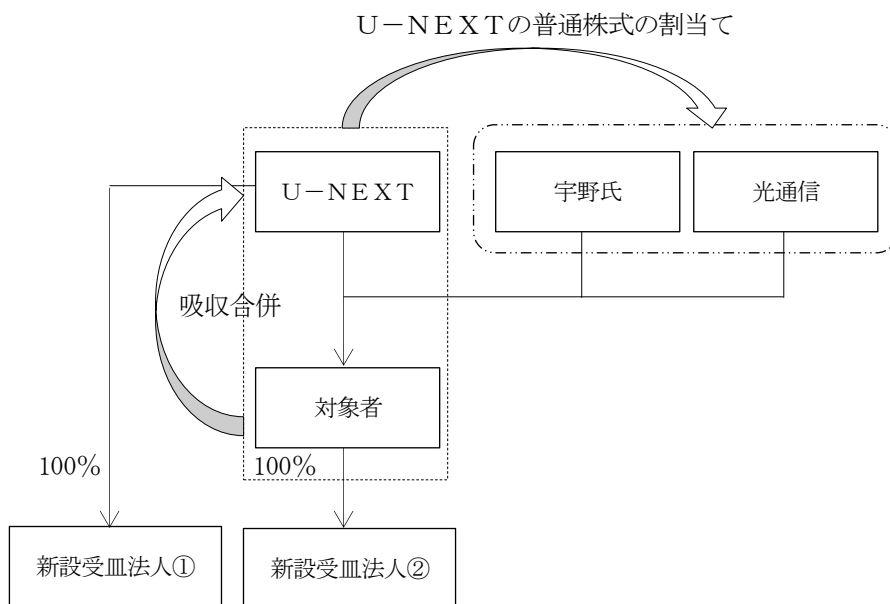 U－NEXTの普通株式の割当て
U－NEXT
宇野氏
光通信
吸収合併
対象者
100%
100%
新設受皿法人①
新設受皿法人②